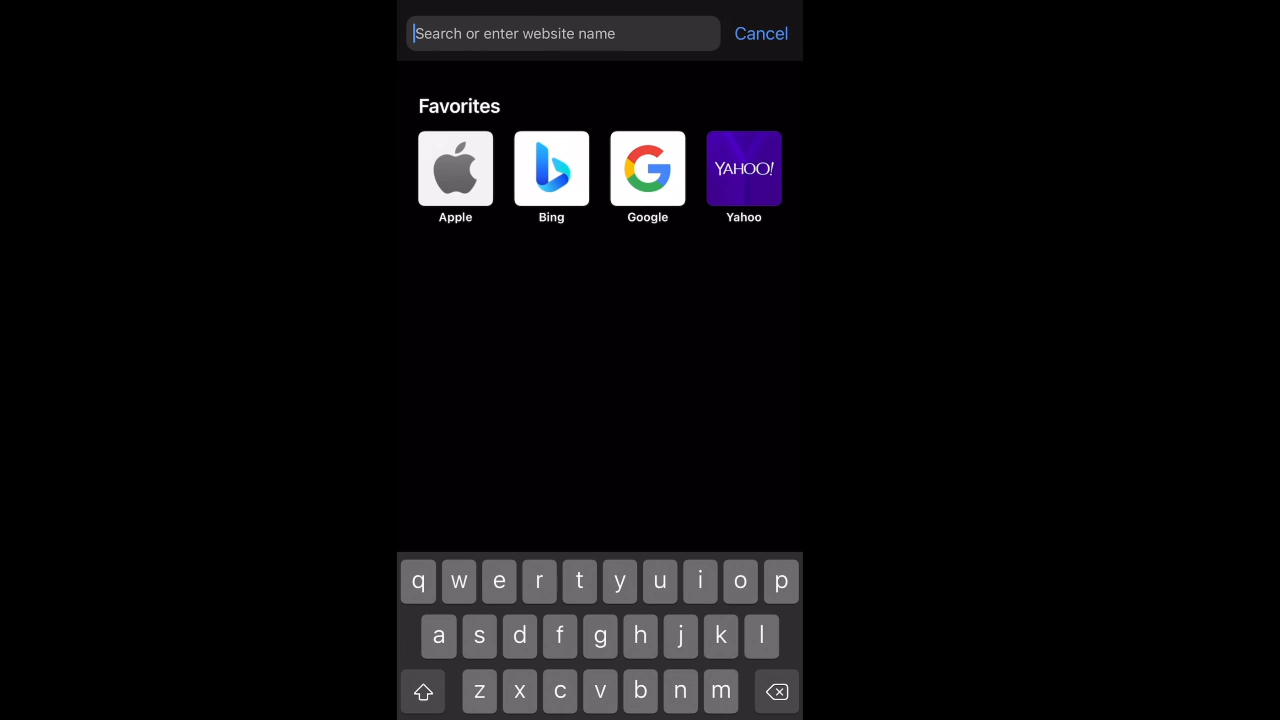 Search or enter website name Cancel
Favorites
YAHOO!
Apple Bing Google Yahoo
q w e r t y u i o p
a s d f g h j k l
z x c v b n m